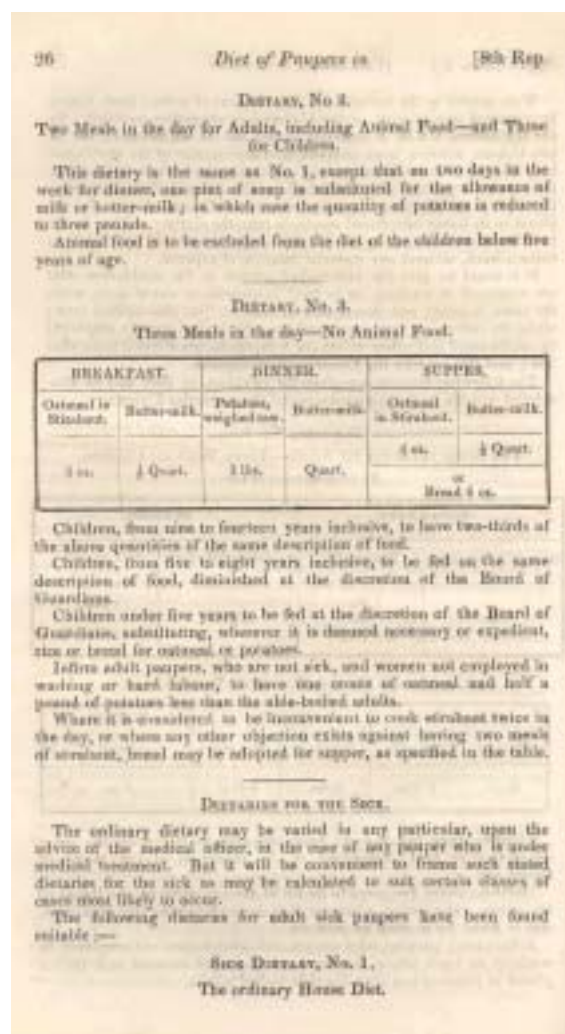 26 Diet of Paupers in [8th Rep.
DIETARY, No 2.
Two Meals in the day for Adults, including Animal Food—and Three
for Children.
This dietary is the same as No. 1, except that on two days in the
week for dinner, one pint of soup is substituted for the allowance of
milk or butter-milk; in which case the quantity of potatoes is reduced
to three pounds.
Animal food is to be excluded from the diet of the children below five
years of age.
DIETARY, No. 3.
Three Meals in the day—No Animal Food.
BREAKFAST. DINNER. SUPPER.
Oatmeal in Stirabout. Butter-milk. Potatoes, weighed raw. Butter-milk. Oatmeal in Stirabout. Butter-milk.
oz. ½ Quart. lbs. Quart. oz. ½ Quart.
or
Bread 6 oz.
Children, from nine to fourteen years inclusive, to have two-thirds of
the above quantities of the same description of food.
Children, from five to eight years inclusive, to be fed on the same
description of food, diminished at the discretion of the Board of
Guardians.
Children under five years to be fed at the discretion of the Board of
Guardians, substituting, wherever it is deemed necessary or expedient,
rice or bread for oatmeal or potatoes.
Infirm adult paupers, who are not sick, and women not employed in
washing or hard labour, to have one ounce of oatmeal and half a
pound of potatoes less than the able-bodied adults.
Where it is considered to be inconvenient to cook stirabout twice in
the day, or where any other objection exists against having two meals
of stirabout, bread may be adopted for supper, as specified in the table.
DIETARIES FOR THE SICK.
The ordinary dietary may be varied in any particular, upon the
advice of the medical officer, in the case of any pauper who is under
medical treatment. But it will be convenient to frame such stated
dietaries for the sick as may be calculated to suit certain classes of
cases most likely to occur.
The following dietaries for adult sick paupers have been found
suitable:—
SICK DIETARY, No. 1.
The ordinary House Diet.